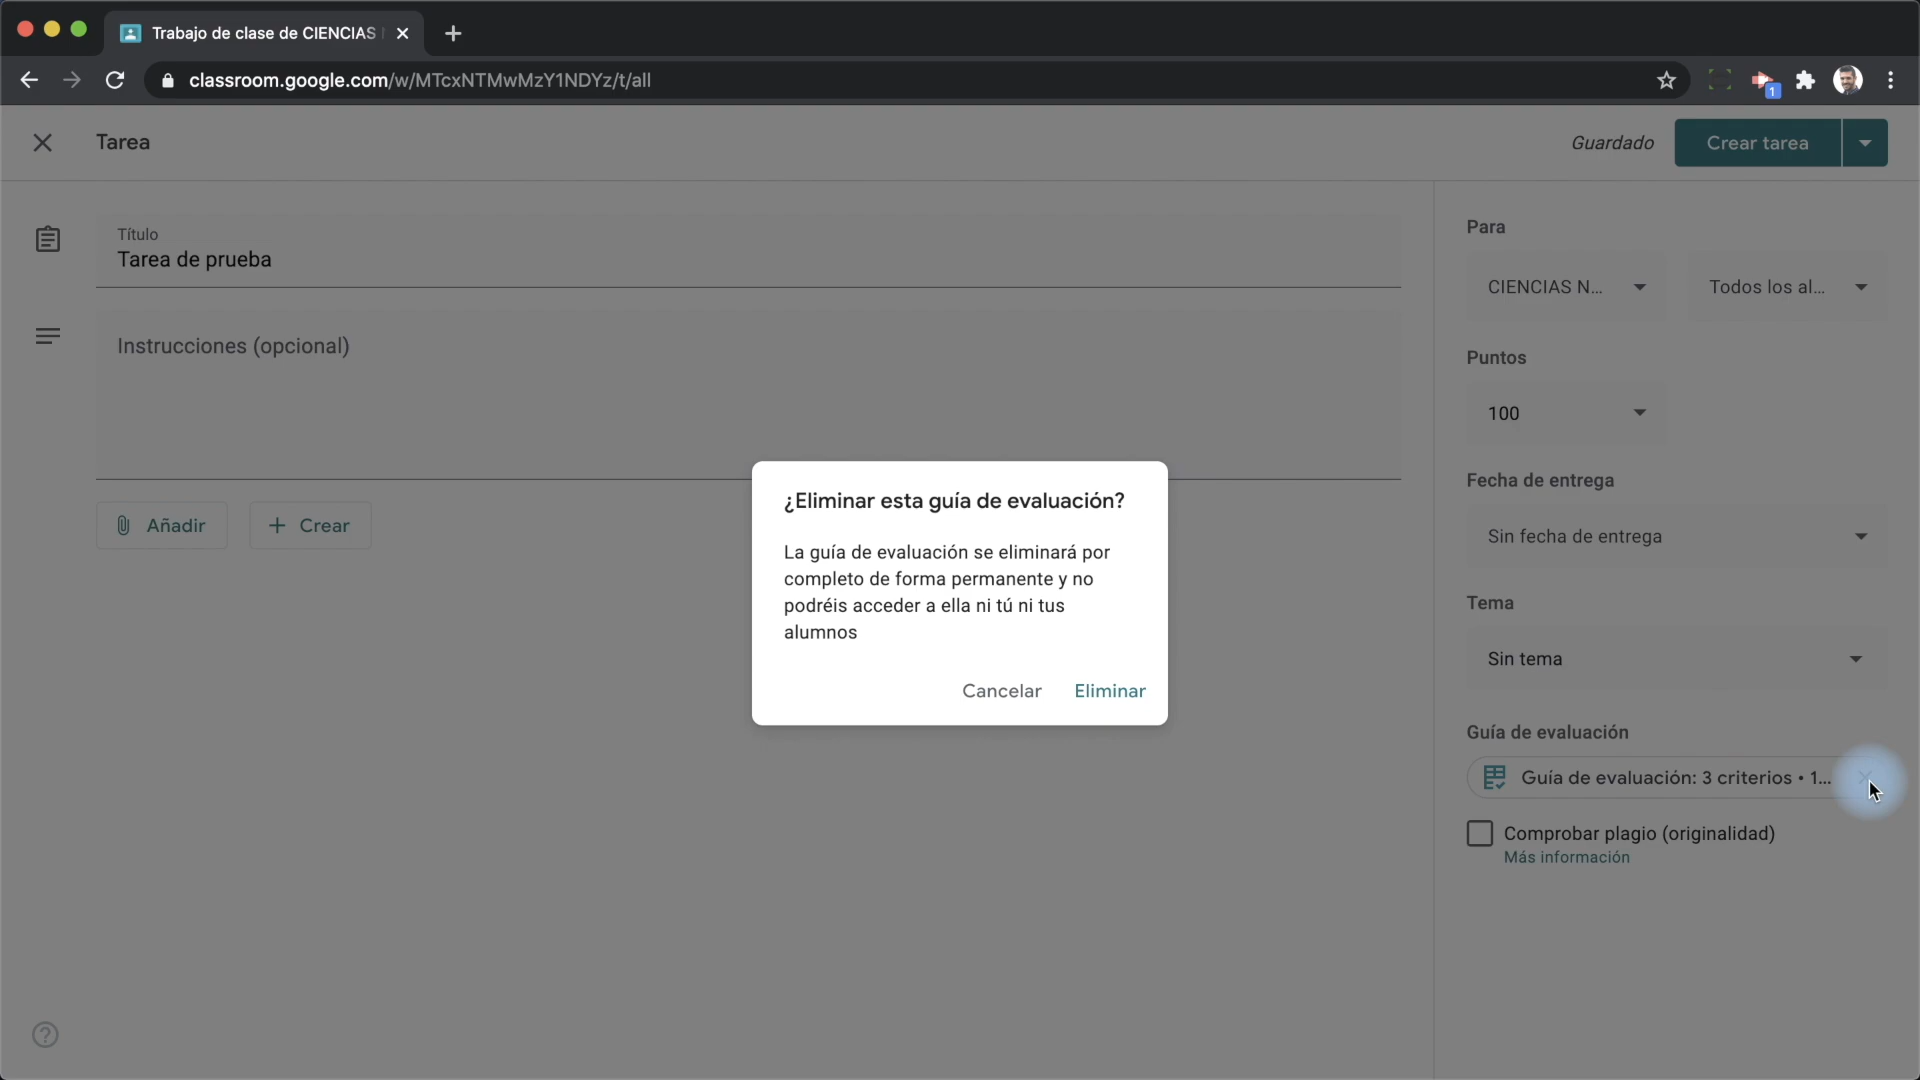 Trabajo de clase de CIENCIAS
classroom.google.com/w/MTcxNTMwMzY1NDYz/t/all
1
Tarea
Guardado
Crear tarea
Título
Tarea de prueba
Instrucciones (opcional)
Añadir
Crear
Para
CIENCIAS N...
Todos los al...
Puntos
100
Fecha de entrega
Sin fecha de entrega
Tema
Sin tema
Guía de evaluación
Guía de evaluación: 3 criterios • 1...
Comprobar plagio (originalidad)
Más información
¿Eliminar esta guía de evaluación?
La guía de evaluación se eliminará por
completo de forma permanente y no
podréis acceder a ella ni tú ni tus
alumnos
Cancelar
Eliminar